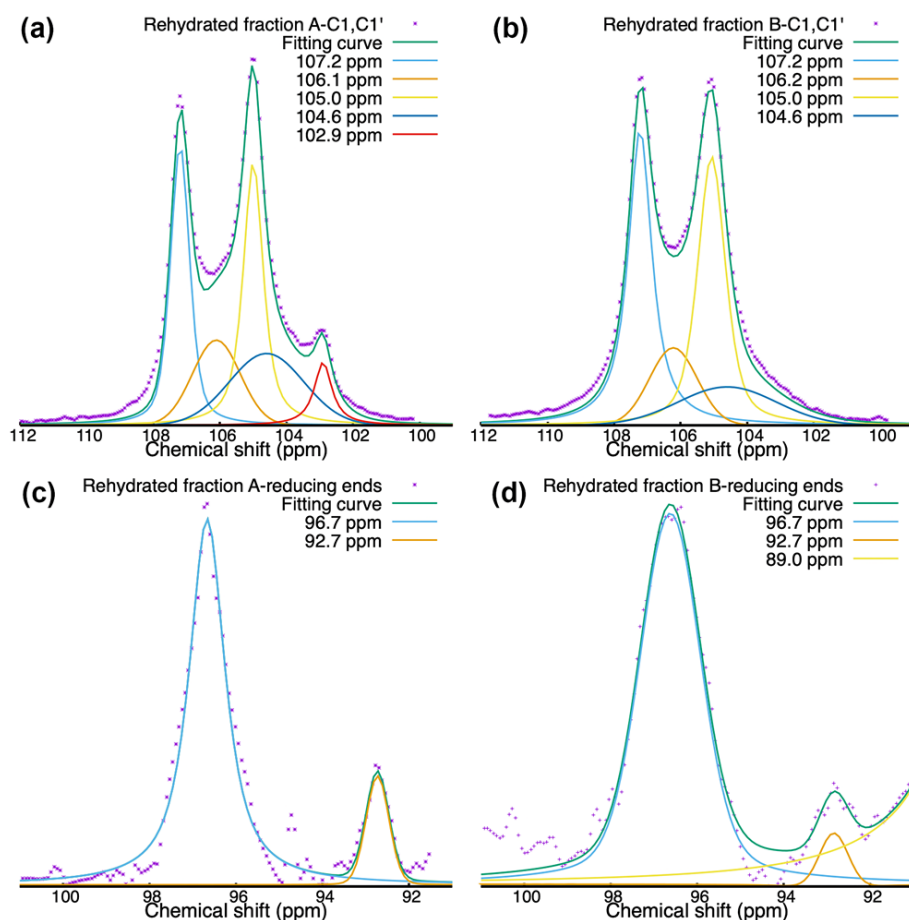 (a)
Rehydrated fraction A-C1,C1'
Fitting curve
107.2 ppm
106.1 ppm
105.0 ppm
104.6 ppm
102.9 ppm
112 110 108 106 104 102 100
Chemical shift (ppm)
(b)
Rehydrated fraction B-C1,C1'
Fitting curve
107.2 ppm
106.2 ppm
105.0 ppm
104.6 ppm
112 110 108 106 104 102 100
Chemical shift (ppm)
(c)
Rehydrated fraction A-reducing ends
Fitting curve
96.7 ppm
92.7 ppm
100 98 96 94 92
Chemical shift (ppm)
(d)
Rehydrated fraction B-reducing ends
Fitting curve
96.7 ppm
92.7 ppm
89.0 ppm
100 98 96 94 92
Chemical shift (ppm)